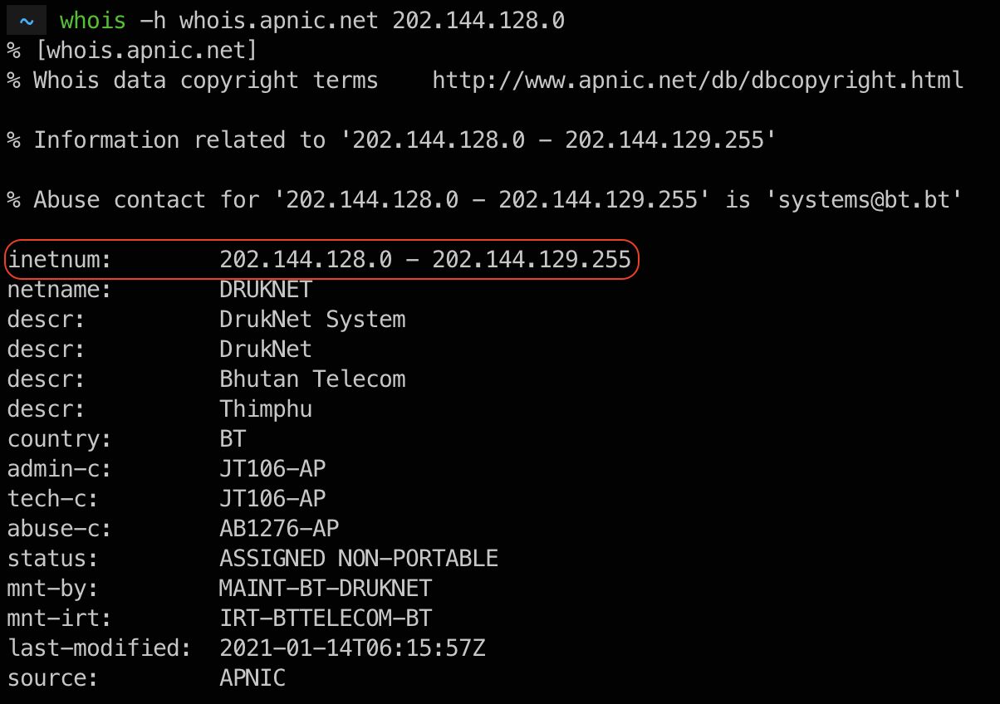 ~ whois -h whois.apnic.net 202.144.128.0
% [whois.apnic.net]
% Whois data copyright terms    http://www.apnic.net/db/dbcopyright.html
% Information related to '202.144.128.0 - 202.144.129.255'
% Abuse contact for '202.144.128.0 - 202.144.129.255' is 'systems@bt.bt'
inetnum:        202.144.128.0 - 202.144.129.255
netname:        DRUKNET
descr:          DrukNet System
descr:          DrukNet
descr:          Bhutan Telecom
descr:          Thimphu
country:        BT
admin-c:        JT106-AP
tech-c:         JT106-AP
abuse-c:        AB1276-AP
status:         ASSIGNED NON-PORTABLE
mnt-by:         MAINT-BT-DRUKNET
mnt-irt:        IRT-BTTELECOM-BT
last-modified:  2021-01-14T06:15:57Z
source:         APNIC